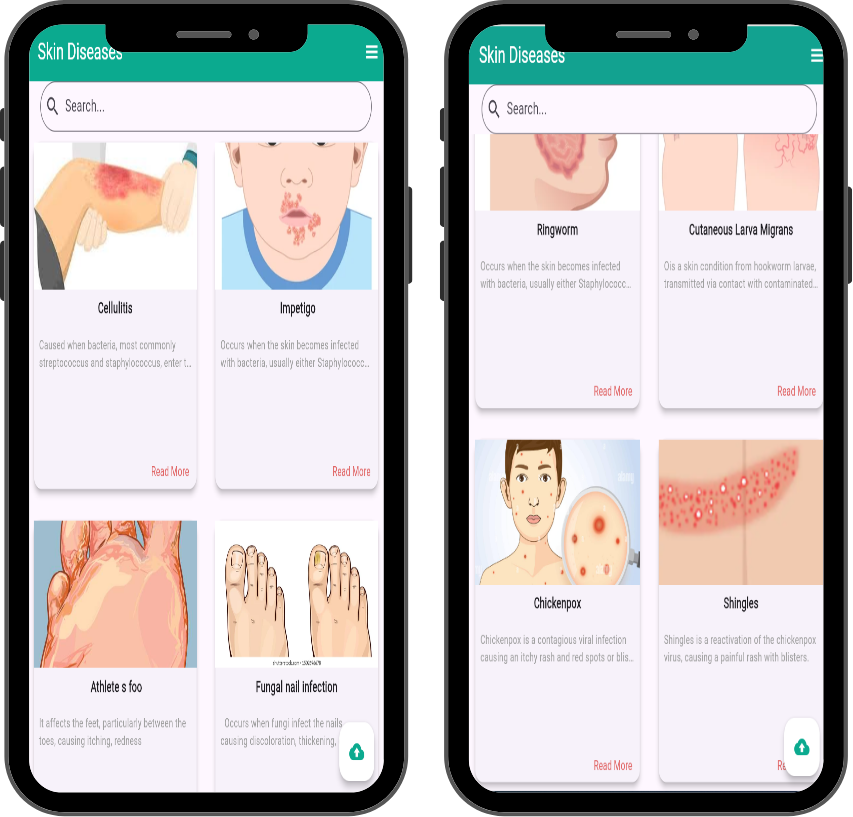 Skin Diseases
Search...
Cellulitis
Caused when bacteria, most commonly
streptococcus and staphylococcus, enter t...
Read More
Impetigo
Occurs when the skin becomes infected
with bacteria, usually either Staphylococc...
Read More
Athlete s foo
It affects the feet, particularly between the
toes, causing itching, redness
Fungal nail infection
Occurs when fungi infect the nails
causing discoloration, thickening,
Skin Diseases
Search...
Ringworm
Occurs when the skin becomes infected
with bacteria, usually either Staphylococc...
Read More
Cutaneous Larva Migrans
Ois a skin condition from hookworm larvae,
transmitted via contact with contaminated...
Read More
Chickenpox
Chickenpox is a contagious viral infection
causing an itchy rash and red spots or blis...
Read More
Shingles
Shingles is a reactivation of the chickenpox
virus, causing a painful rash with blisters.